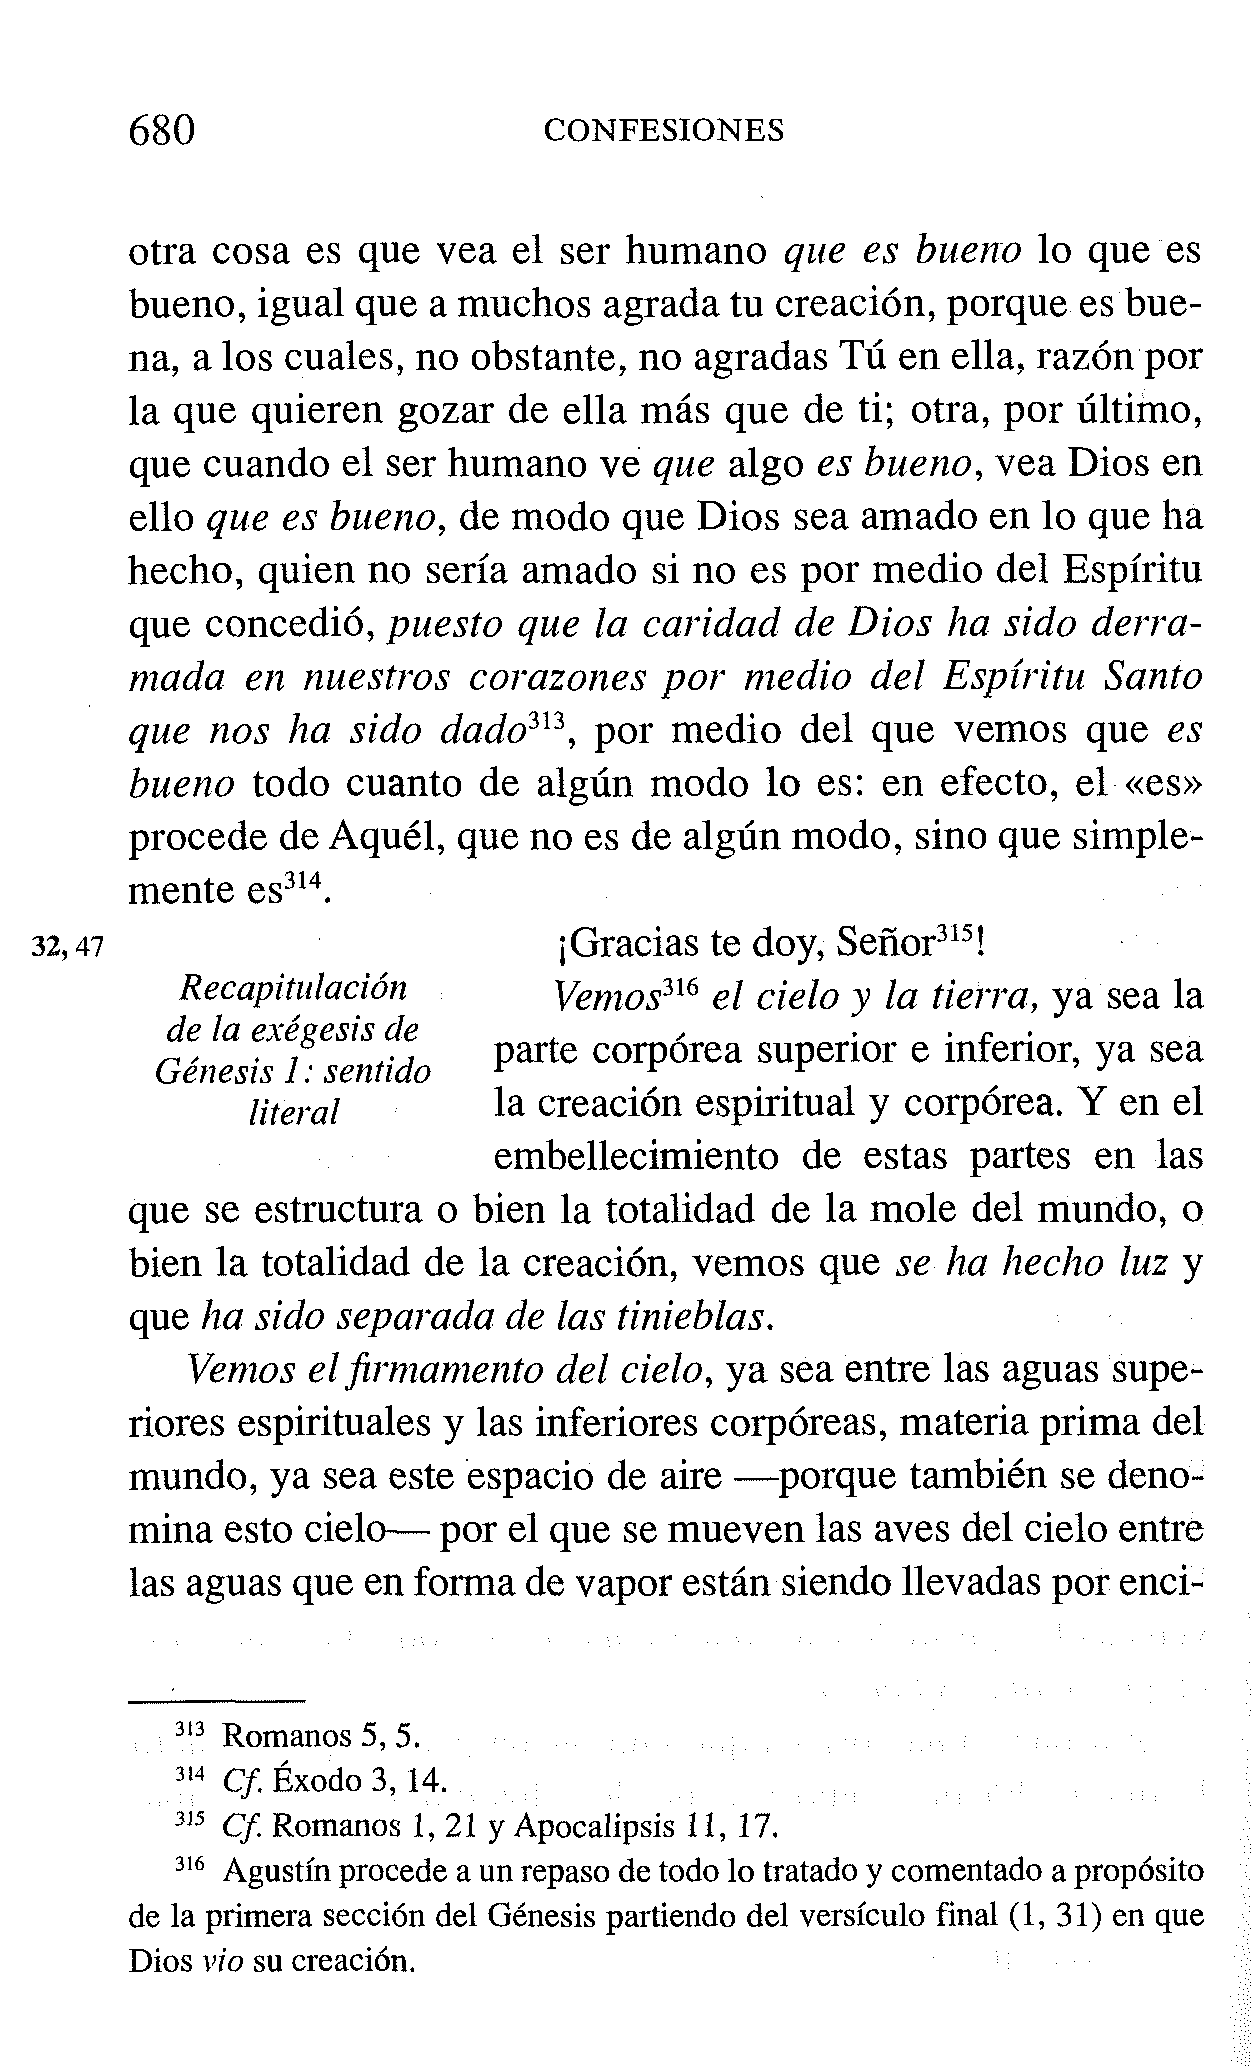 680 CONFESIONES
otra cosa es que vea el ser humano que es bueno lo que es
bueno, igual que a muchos agrada tu creación, porque es bue-
na, a los cuales, no obstante, no agradas Tú en ella, razón por
la que quieren gozar de ella más que de ti; otra, por último,
que cuando el ser humano ve que algo es bueno, vea Dios en
ello que es bueno, de modo que Dios sea amado en lo que ha
hecho, quien no sería amado si no es por medio del Espíritu
que concedió, puesto que la caridad de Dios ha sido derra-
mada en nuestros corazones por medio del Espíritu Santo
que nos ha sido dado³¹³, por medio del que vemos que es
bueno todo cuanto de algún modo lo es: en efecto, el «es»
procede de Aquél, que no es de algún modo, sino que simple-
mente es³¹⁴.
32, 47
Recapitulación
de la exégesis de
Génesis 1: sentido
literal
¡Gracias te doy, Señor³¹⁵!
Vemos³¹⁶ el cielo y la tierra, ya sea la
parte corpórea superior e inferior, ya sea
la creación espiritual y corpórea. Y en el
embellecimiento de estas partes en las
que se estructura o bien la totalidad de la mole del mundo, o
bien la totalidad de la creación, vemos que se ha hecho luz y
que ha sido separada de las tinieblas.
Vemos el firmamento del cielo, ya sea entre las aguas supe-
riores espirituales y las inferiores corpóreas, materia prima del
mundo, ya sea este espacio de aire —porque también se deno-
mina esto cielo— por el que se mueven las aves del cielo entre
las aguas que en forma de vapor están siendo llevadas por enci-
³¹³ Romanos 5, 5.
³¹⁴ Cf. Éxodo 3, 14.
³¹⁵ Cf. Romanos 1, 21 y Apocalipsis 11, 17.
³¹⁶ Agustín procede a un repaso de todo lo tratado y comentado a propósito
de la primera sección del Génesis partiendo del versículo final (1, 31) en que
Dios vio su creación.